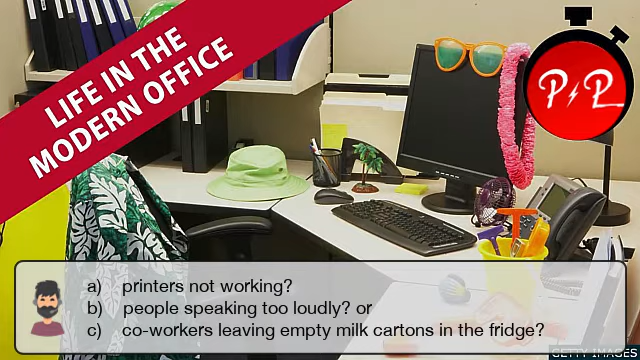 LIFE IN THE
MODERN OFFICE
P R
a) printers not working?
b) people speaking too loudly? or
c) co-workers leaving empty milk cartons in the fridge?
GETTY IMAGES